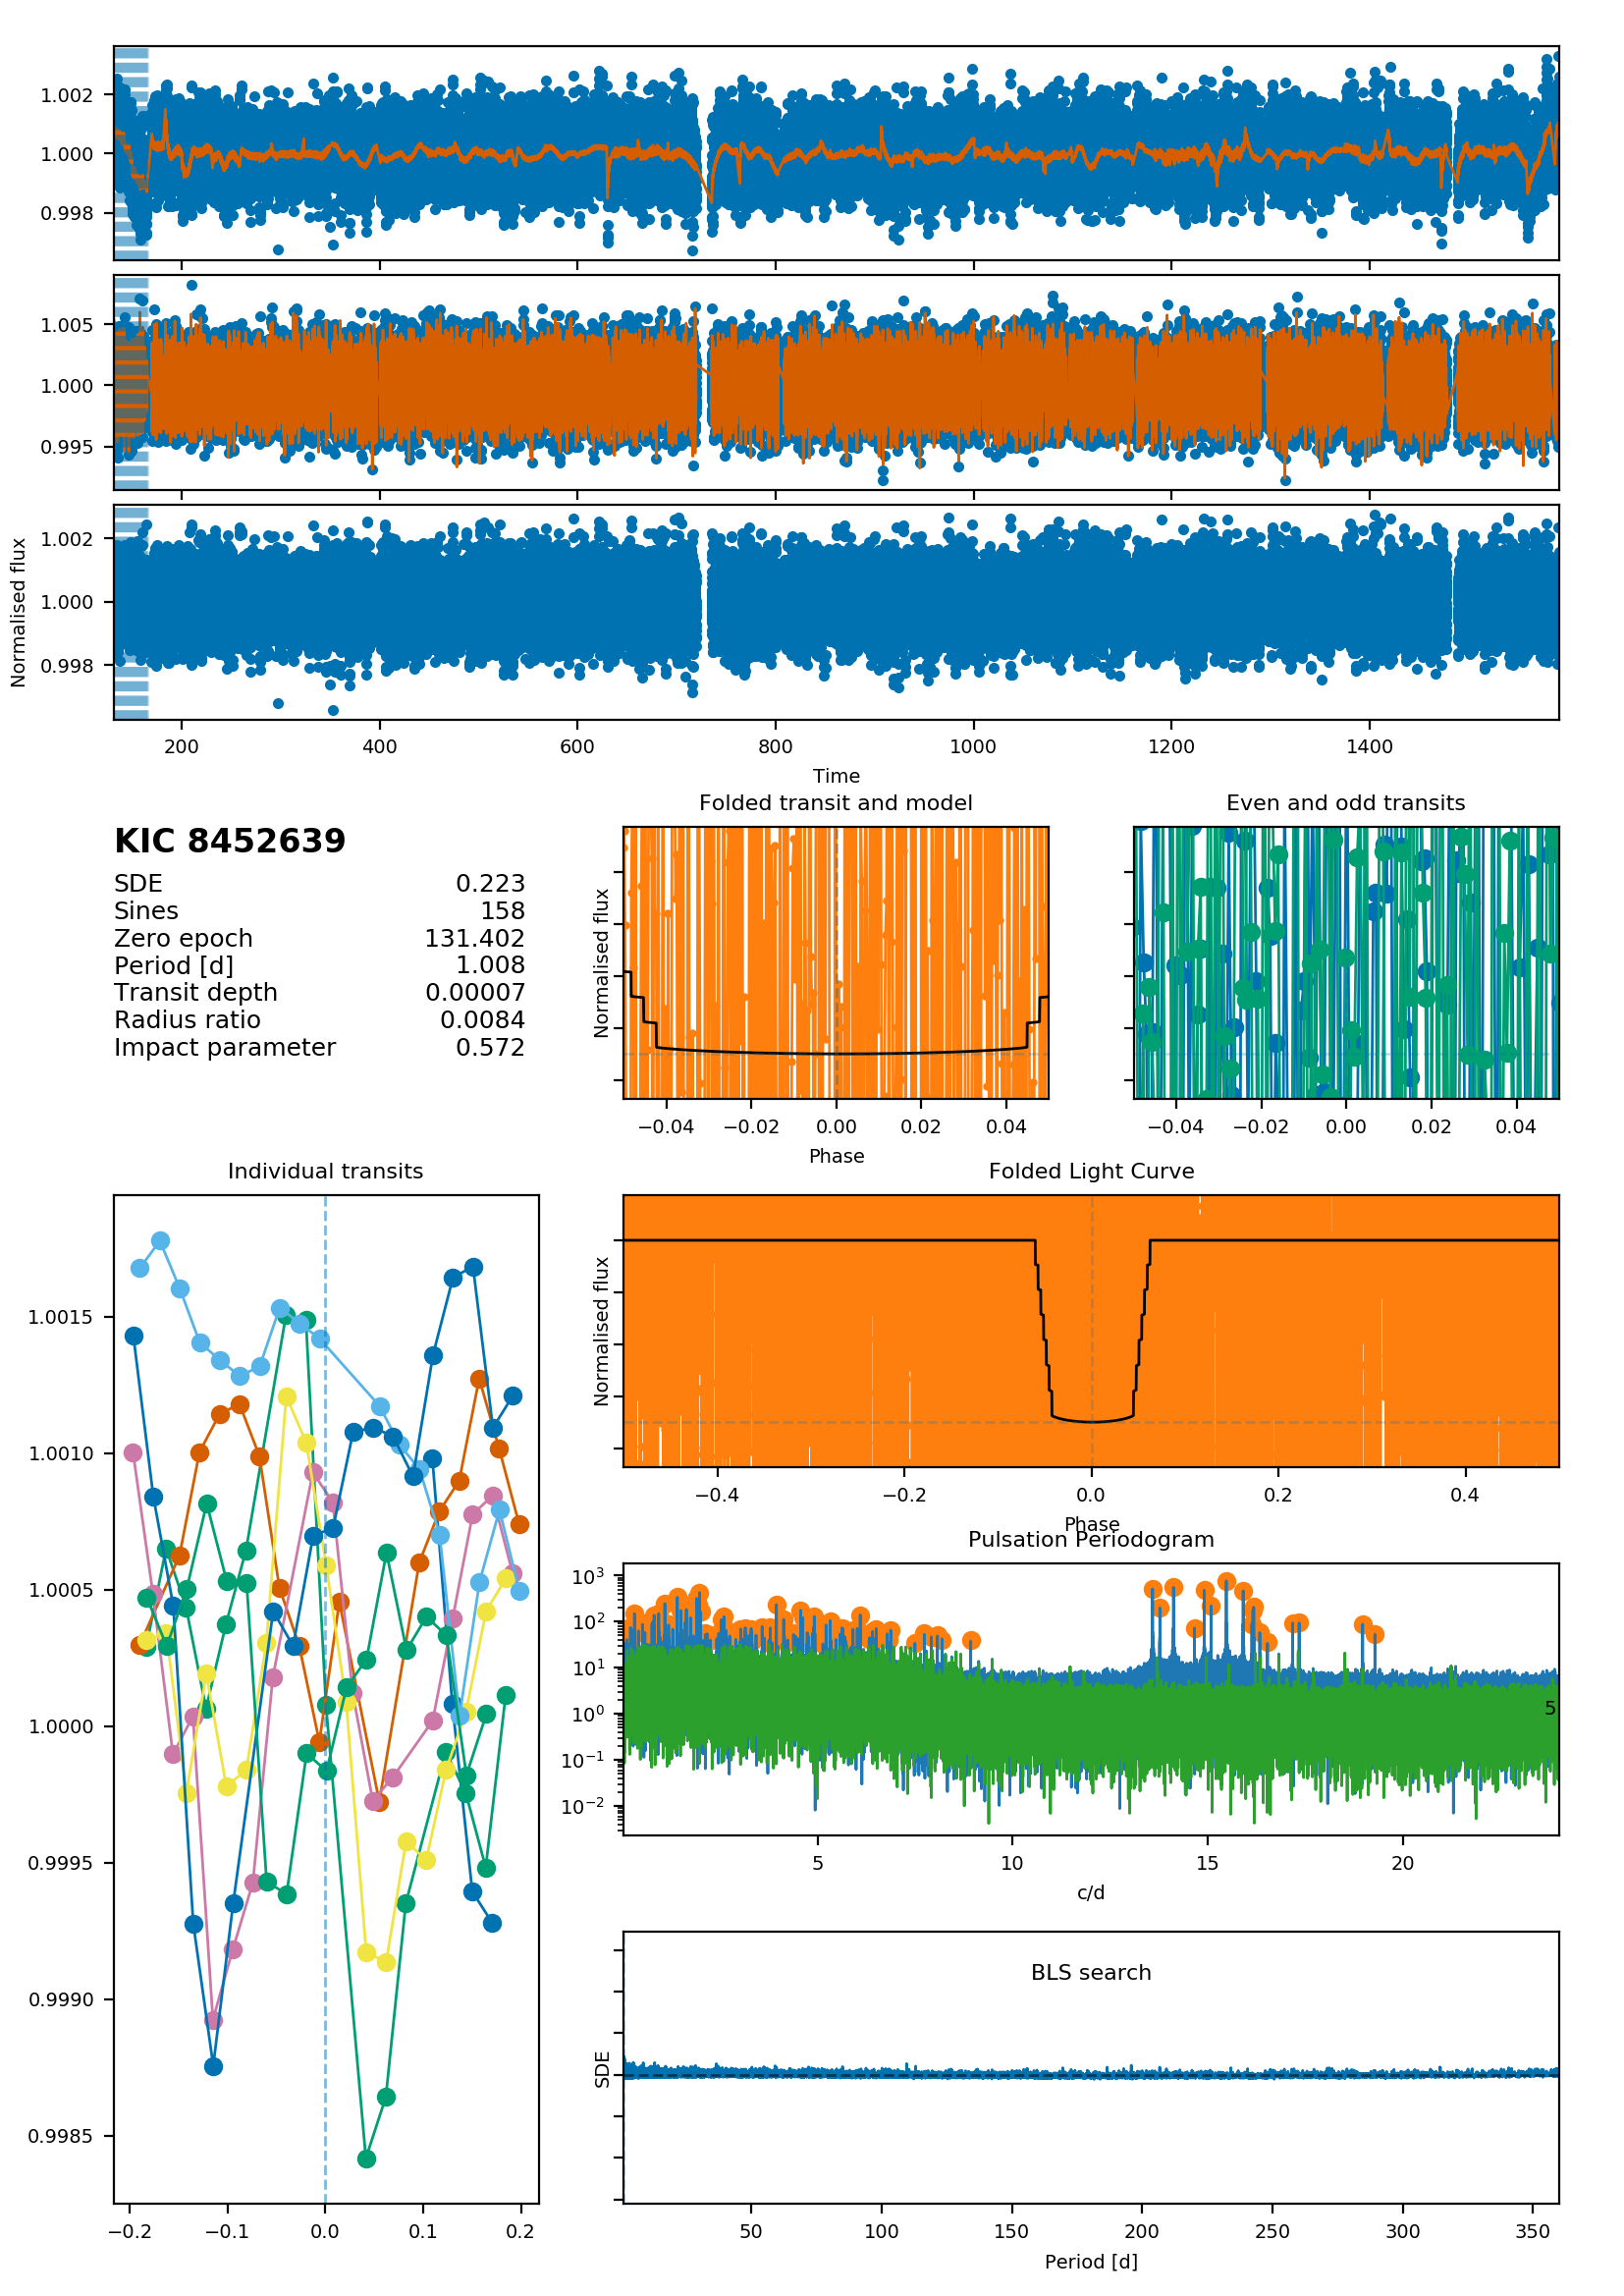 1.002
1.000
0.998
1.005
1.000
0.995
1.002
1.000
0.998
Normalised flux
200 400 600 800 1000 1200 1400
Time
KIC 8452639
SDE 0.223
Sines 158
Zero epoch 131.402
Period [d] 1.008
Transit depth 0.00007
Radius ratio 0.0084
Impact parameter 0.572
Folded transit and model
Normalised flux
−0.04 −0.02 0.00 0.02 0.04
Phase
Even and odd transits
−0.04 −0.02 0.00 0.02 0.04
Individual transits
1.0015
1.0010
1.0005
1.0000
0.9995
0.9990
0.9985
−0.2 −0.1 0.0 0.1 0.2
Folded Light Curve
Normalised flux
−0.4 −0.2 0.0 0.2 0.4
Phase
Pulsation Periodogram
10³
10²
10¹
10⁰
10⁻¹
10⁻²
5
5 10 15 20
c/d
BLS search
SDE
50 100 150 200 250 300 350
Period [d]